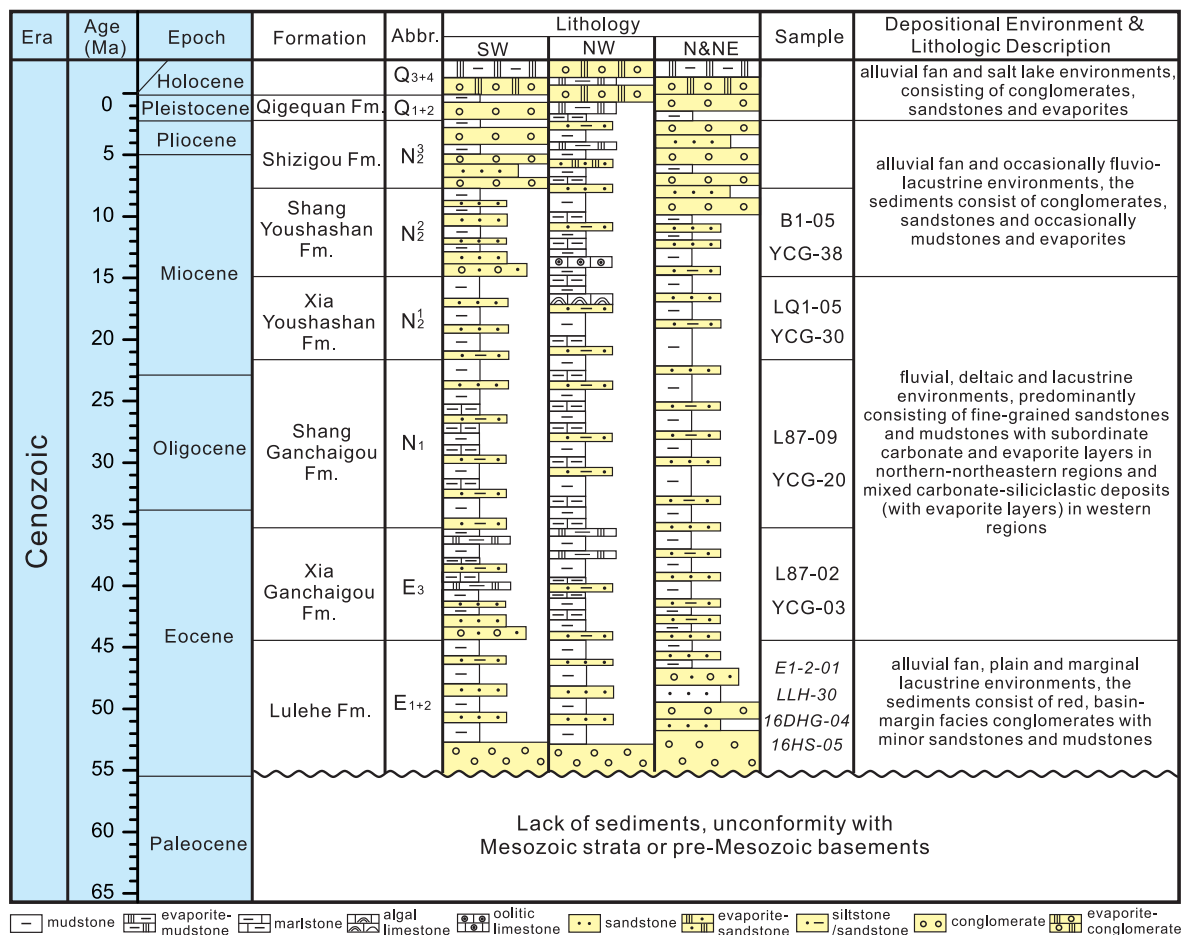 Era
Age
(Ma)
Epoch
Formation
Abbr.
Lithology
SW
NW
N&NE
Sample
Depositional Environment &
Lithologic Description
Cenozoic
0
5
10
15
20
25
30
35
40
45
50
55
60
65
Holocene
Pleistocene
Pliocene
Miocene
Oligocene
Eocene
Paleocene
Q3+4
alluvial fan and salt lake environments,
consisting of conglomerates,
sandstones and evaporites
Qigequan Fm.
Q1+2
Shizigou Fm.
N₂³
alluvial fan and occasionally fluvio-
lacustrine environments, the
sediments consist of conglomerates,
sandstones and occasionally
mudstones and evaporites
Shang
Youshashan
Fm.
N₂²
B1-05
YCG-38
Xia
Youshashan
Fm.
N₂¹
LQ1-05
YCG-30
fluvial, deltaic and lacustrine
environments, predominantly
consisting of fine-grained sandstones
and mudstones with subordinate
carbonate and evaporite layers in
northern-northeastern regions and
mixed carbonate-siliciclastic deposits
(with evaporite layers) in western
regions
Shang
Ganchaigou
Fm.
N₁
L87-09
YCG-20
Xia
Ganchaigou
Fm.
E₃
L87-02
YCG-03
Lulehe Fm.
E1+2
E1-2-01
LLH-30
16DHG-04
16HS-05
alluvial fan, plain and marginal
lacustrine environments, the
sediments consist of red, basin-
margin facies conglomerates with
minor sandstones and mudstones
Lack of sediments, unconformity with
Mesozoic strata or pre-Mesozoic basements
mudstone
evaporite-
mudstone
marlstone
algal
limestone
oolitic
limestone
sandstone
evaporite-
sandstone
siltstone
/sandstone
conglomerate
evaporite-
conglomerate